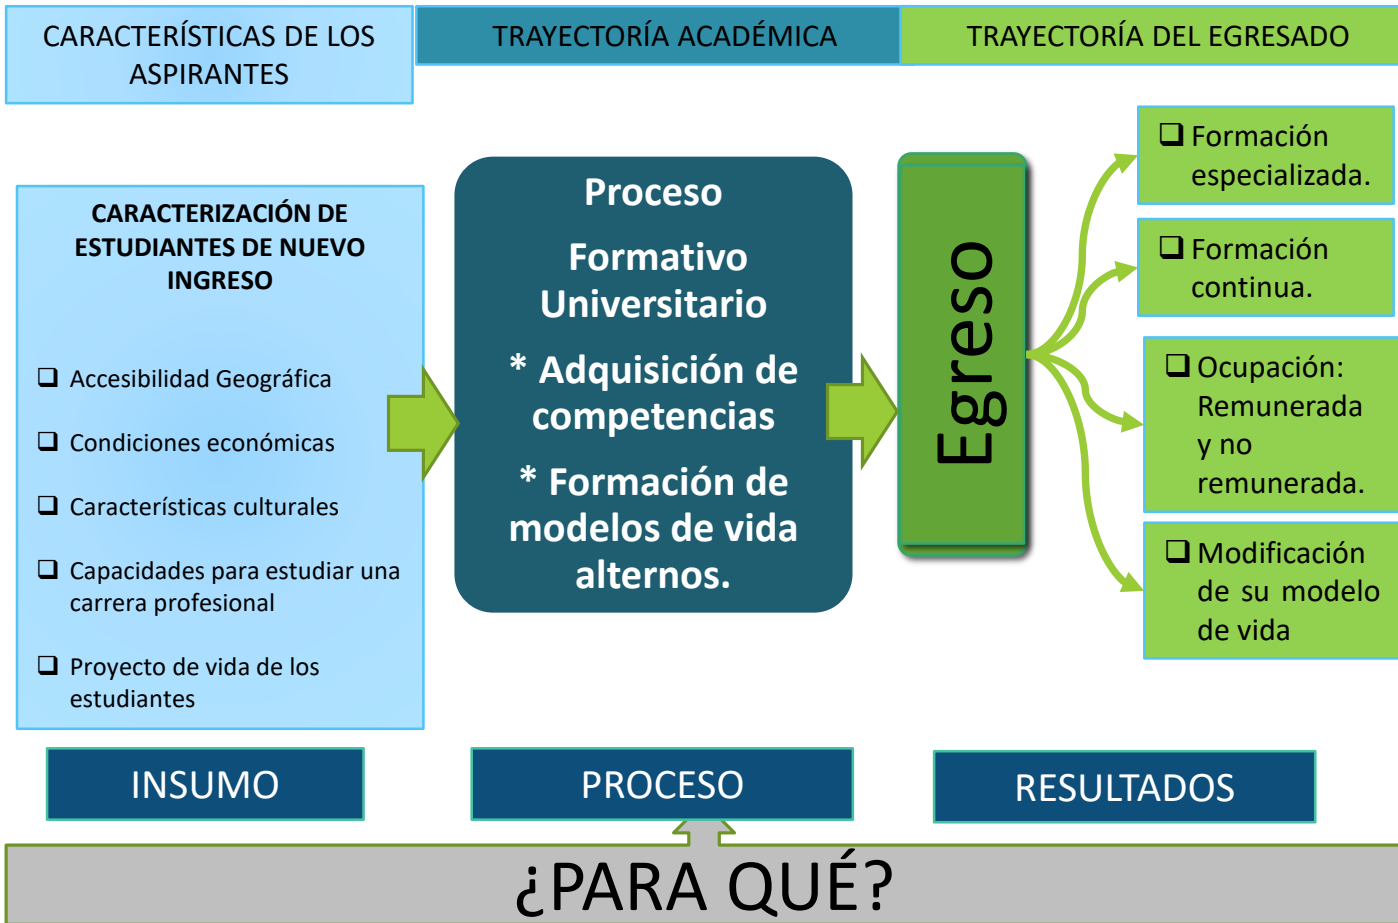 CARACTERÍSTICAS DE LOS
ASPIRANTES
TRAYECTORÍA ACADÉMICA
TRAYECTORÍA DEL EGRESADO
CARACTERIZACIÓN DE
ESTUDIANTES DE NUEVO
INGRESO
❑ Accesibilidad Geográfica
❑ Condiciones económicas
❑ Características culturales
❑ Capacidades para estudiar una
carrera profesional
❑ Proyecto de vida de los
estudiantes
Proceso
Formativo
Universitario
* Adquisición de
competencias
* Formación de
modelos de vida
alternos.
Egreso
❑ Formación
especializada.
❑ Formación
continua.
❑ Ocupación:
Remunerada
y no
remunerada.
❑ Modificación
de su modelo
de vida
INSUMO
PROCESO
RESULTADOS
¿PARA QUÉ?